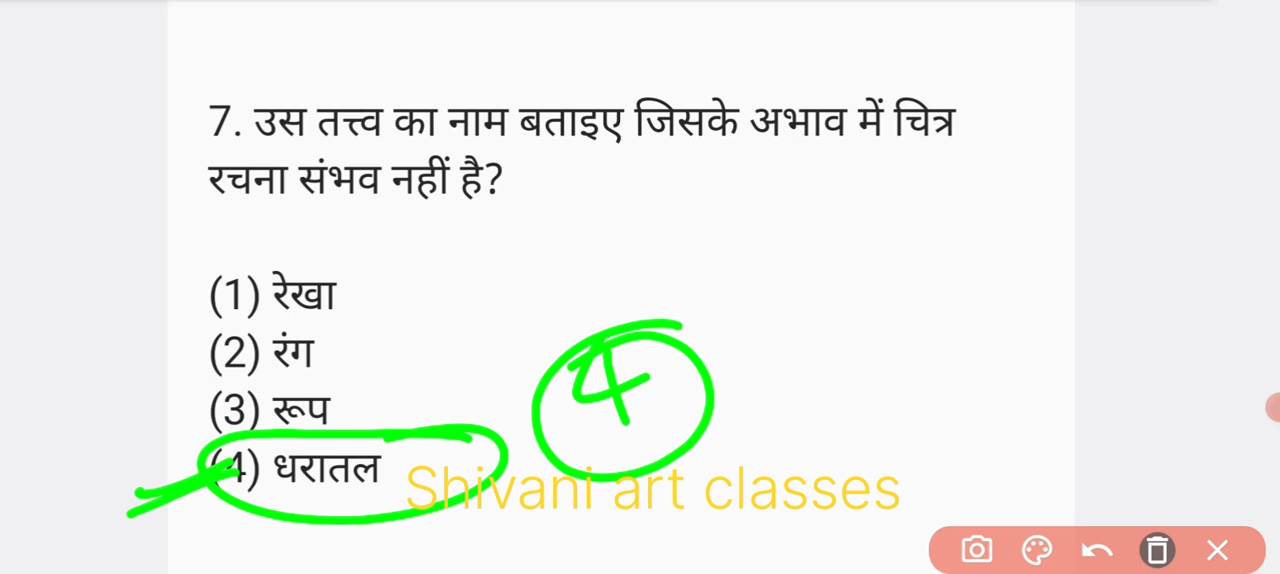 7. उस तत्त्व का नाम बताइए जिसके अभाव में चित्र
रचना संभव नहीं है?
(1) रेखा
(2) रंग
(3) रूप
(4) धरातल
4
Shivani art classes